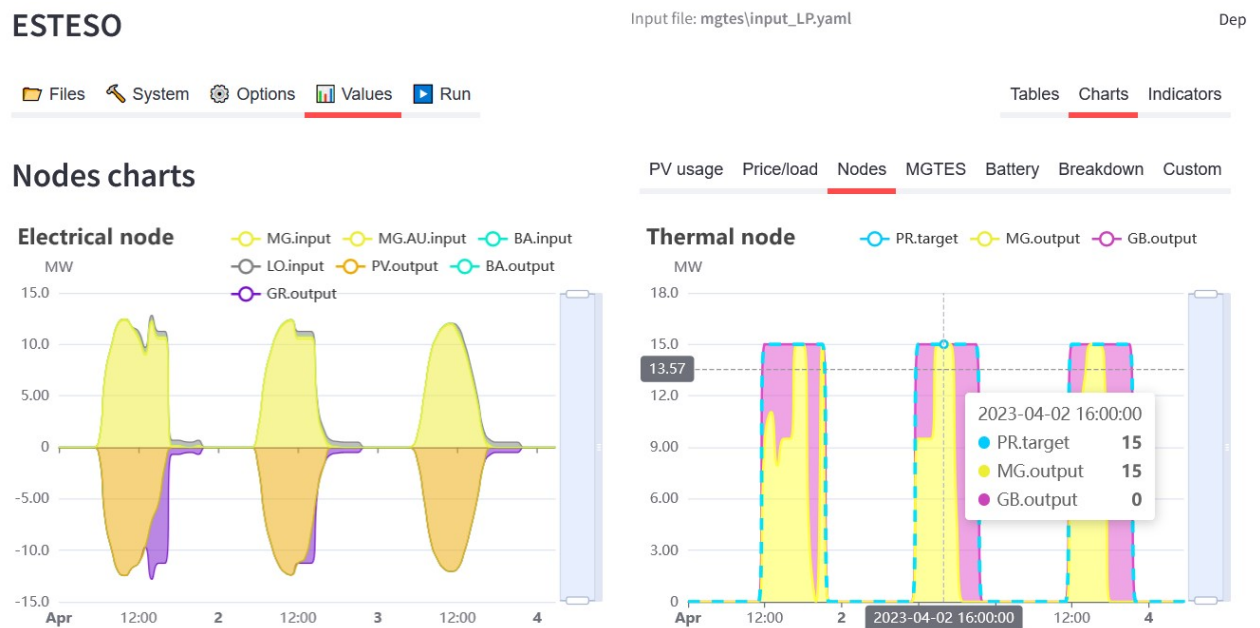 ESTESO
Input file: mgtes\input_LP.yaml
Dep
Files System Options Values Run
Tables Charts Indicators
Nodes charts
PV usage Price/load Nodes MGTES Battery Breakdown Custom
Electrical node
MG.input MG.AU.input BA.input
LO.input PV.output BA.output
GR.output
MW
15.0
10.0
5.00
0
-5.00
-10.0
-15.0
Apr 12:00 2 12:00 3 12:00 4
Thermal node
PR.target MG.output GB.output
MW
18.0
15.0
13.57
12.0
9.00
6.00
3.00
0
2023-04-02 16:00:00
PR.target 15
MG.output 15
GB.output 0
Apr 12:00 2 2023-04-02 16:00:00 12:00 4